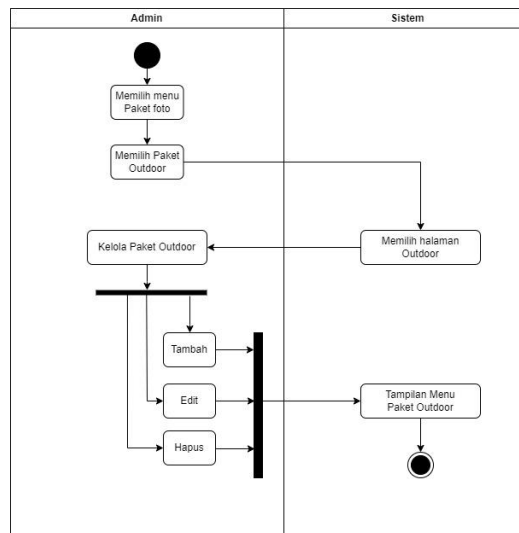 Admin
Sistem
Memilih menu
Paket foto
Memilih Paket
Outdoor
Kelola Paket Outdoor
Memilih halaman
Outdoor
Tambah
Edit
Tampilan Menu
Paket Outdoor
Hapus